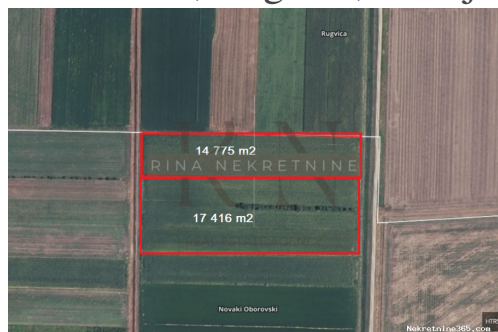 Rugvica
14 775 m2
RINA NEKRETNINE
17 416 m2
Novaki Oborovski
Nekretnine365.com